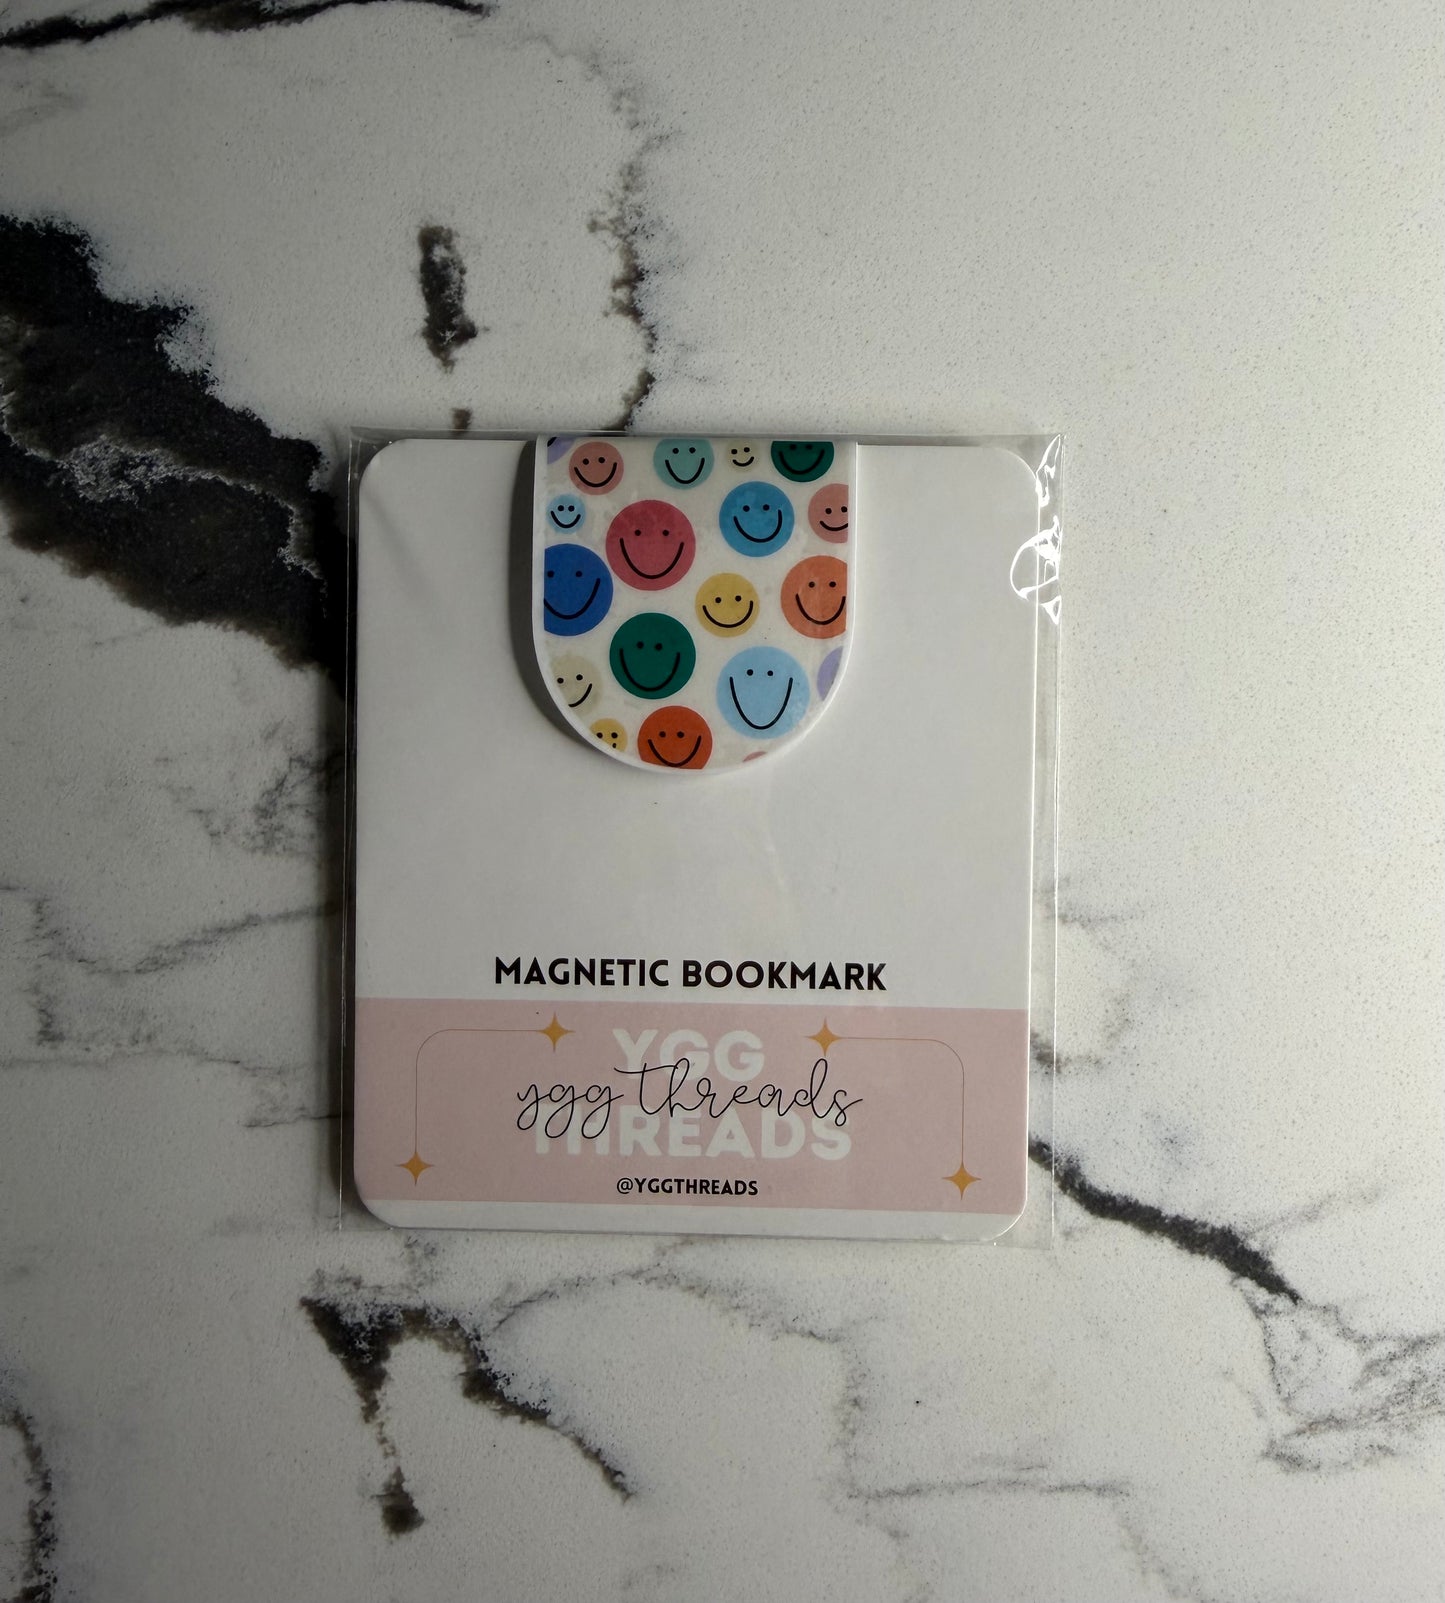 MAGNETIC BOOKMARK
YGG
ygg threads
THREADS
@YGGTHREADS